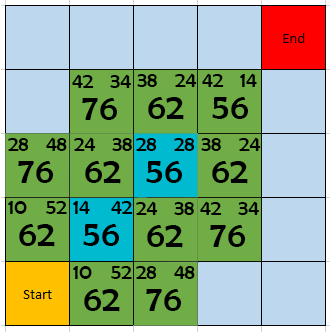 End
42 34 38 24 42 14
76 62 56
28 48 24 38 28 28 38 24
76 62 56 62
10 52 14 42 24 38 42 34
62 56 62 76
Start 10 52 28 48
62 76